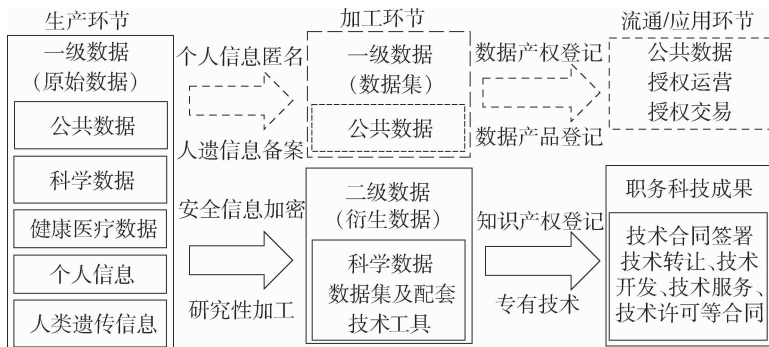 生产环节
一级数据
(原始数据)
公共数据
科学数据
健康医疗数据
个人信息
人类遗传信息
个人信息匿名
人遗信息备案
安全信息加密
研究性加工
加工环节
一级数据
(数据集)
公共数据
二级数据
(衍生数据)
科学数据
数据集及配套
技术工具
数据产权登记
数据产品登记
知识产权登记
专有技术
流通/应用环节
公共数据
授权运营
授权交易
职务科技成果
技术合同签署
技术转让、技术
开发、技术服务、
技术许可等合同